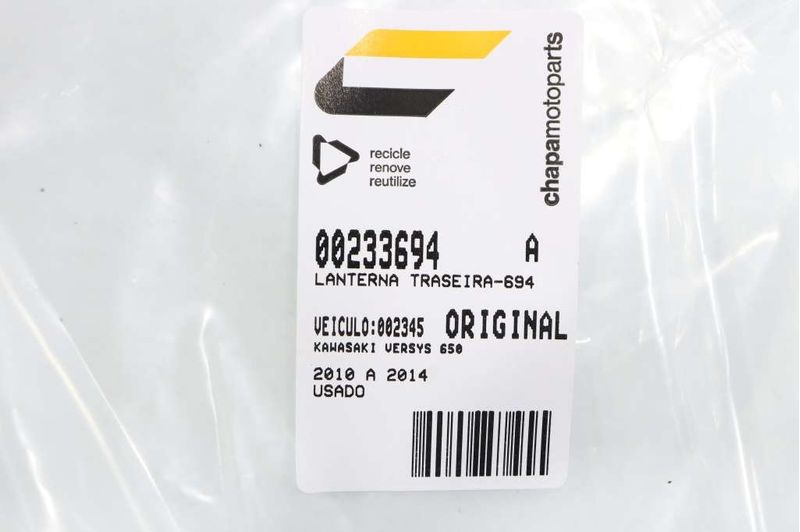 chapamotoparts
recicle
renove
reutilize
00233694 A
LANTERNA TRASEIRA-694
VEICULO:002345 ORIGINAL
KAWASAKI VERSYS 650
2010 A 2014
USADO